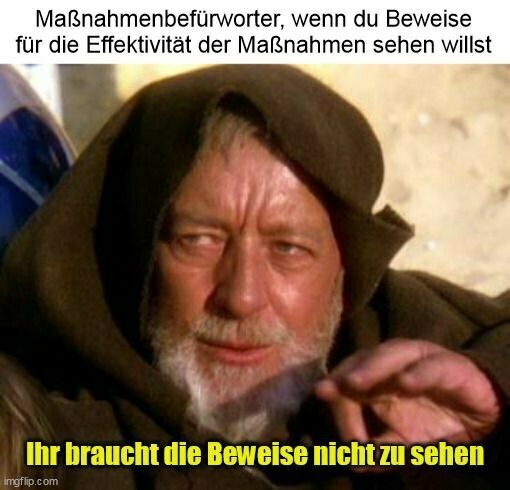 Maßnahmenbefürworter, wenn du Beweise
für die Effektivität der Maßnahmen sehen willst
Ihr braucht die Beweise nicht zu sehen
imgflip.com